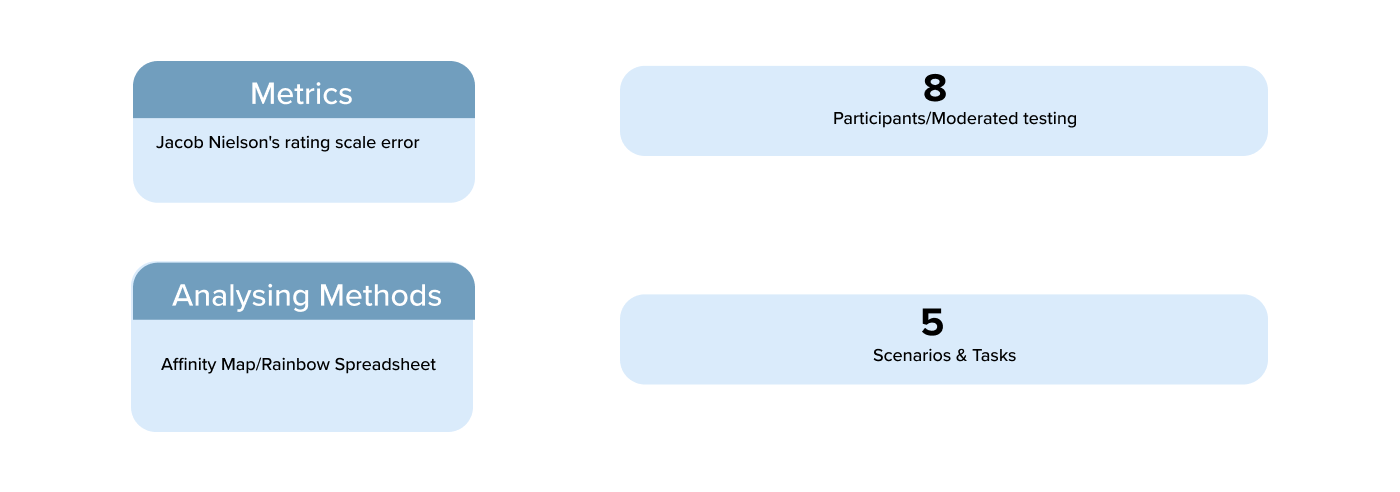 Metrics
Jacob Nielson's rating scale error
8
Participants/Moderated testing
Analysing Methods
Affinity Map/Rainbow Spreadsheet
5
Scenarios & Tasks